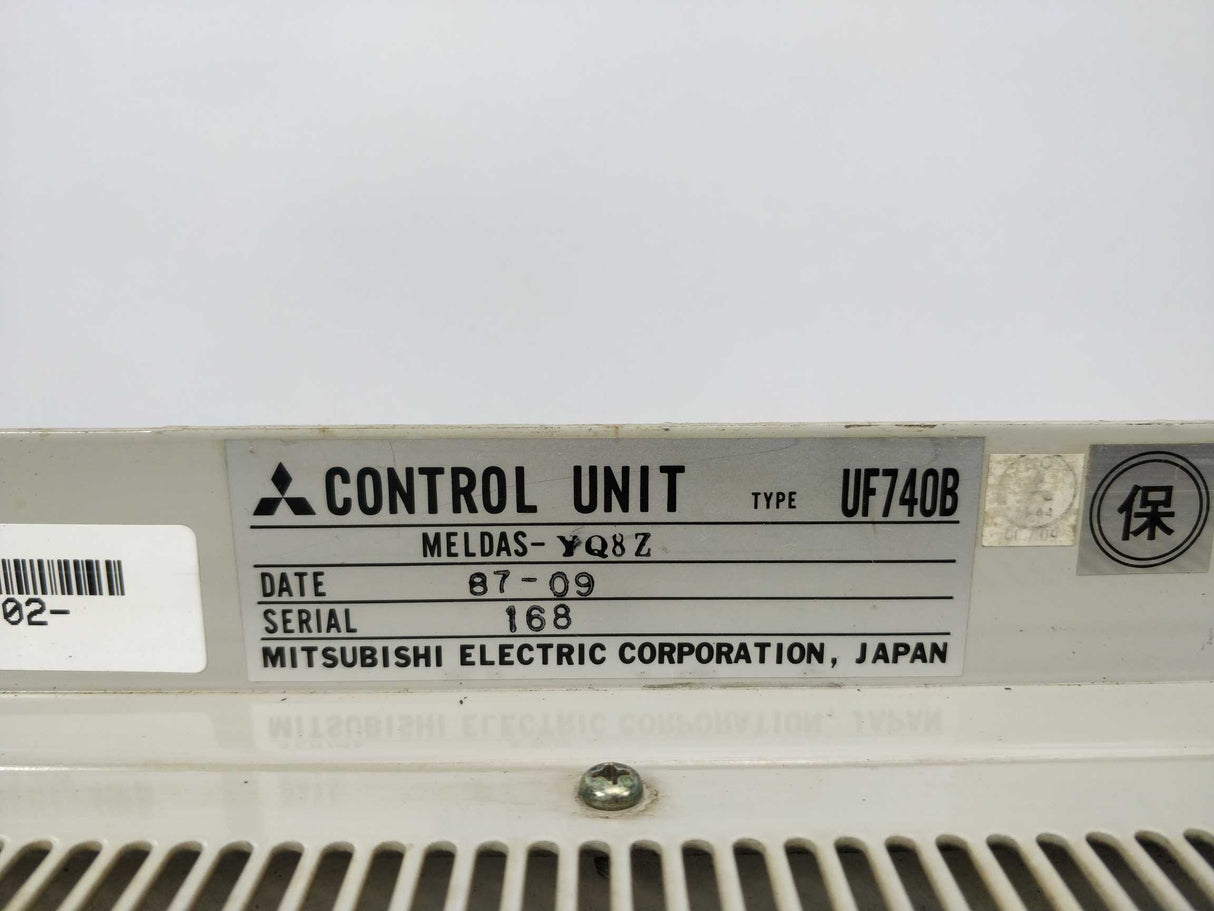 CONTROL UNIT TYPE UF740B
MELDAS-YQ8Z
DATE 87-09
SERIAL 168
MITSUBISHI ELECTRIC CORPORATION, JAPAN
02-
保